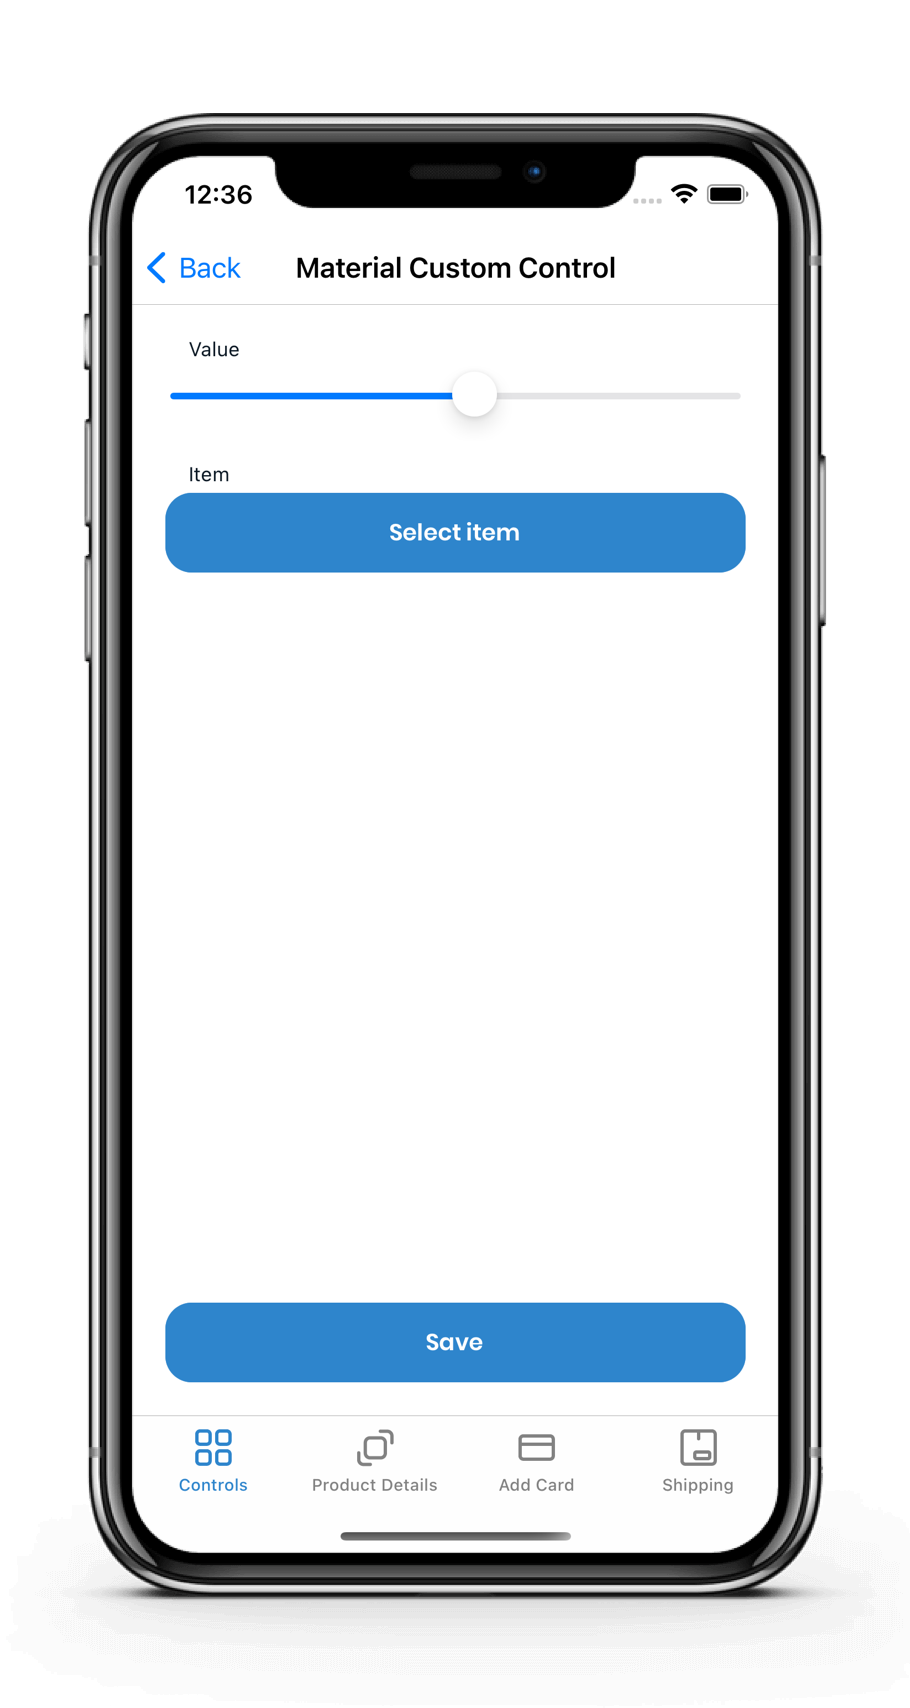 12:36
Back
Material Custom Control
Value
Item
Select item
Save
Controls
Product Details
Add Card
Shipping